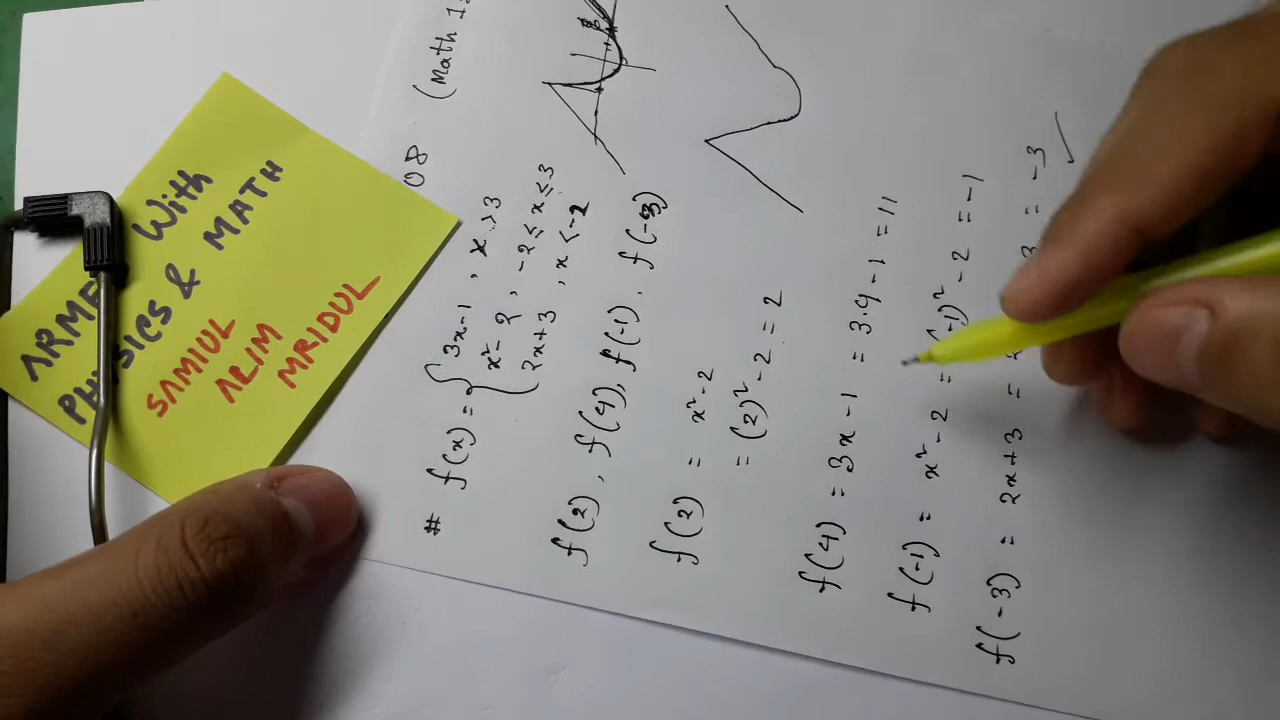 With
PHYSICS & MATH
SAMIUL
ALIM
MRIDUL
08 (Math 1
# f(x) = { 3x-1 , x > 3
x²-2 , -2 ≤ x ≤ 3
2x+3 , x < -2
f(2), f(4), f(-1), f(-3)
f(2) = x²-2
= (2)²-2 = 2
f(4) = 3x-1 = 3.4-1 = 11
f(-1) = x²-2 = (-1)²-2 = -1
f(-3) = 2x+3 = = -3